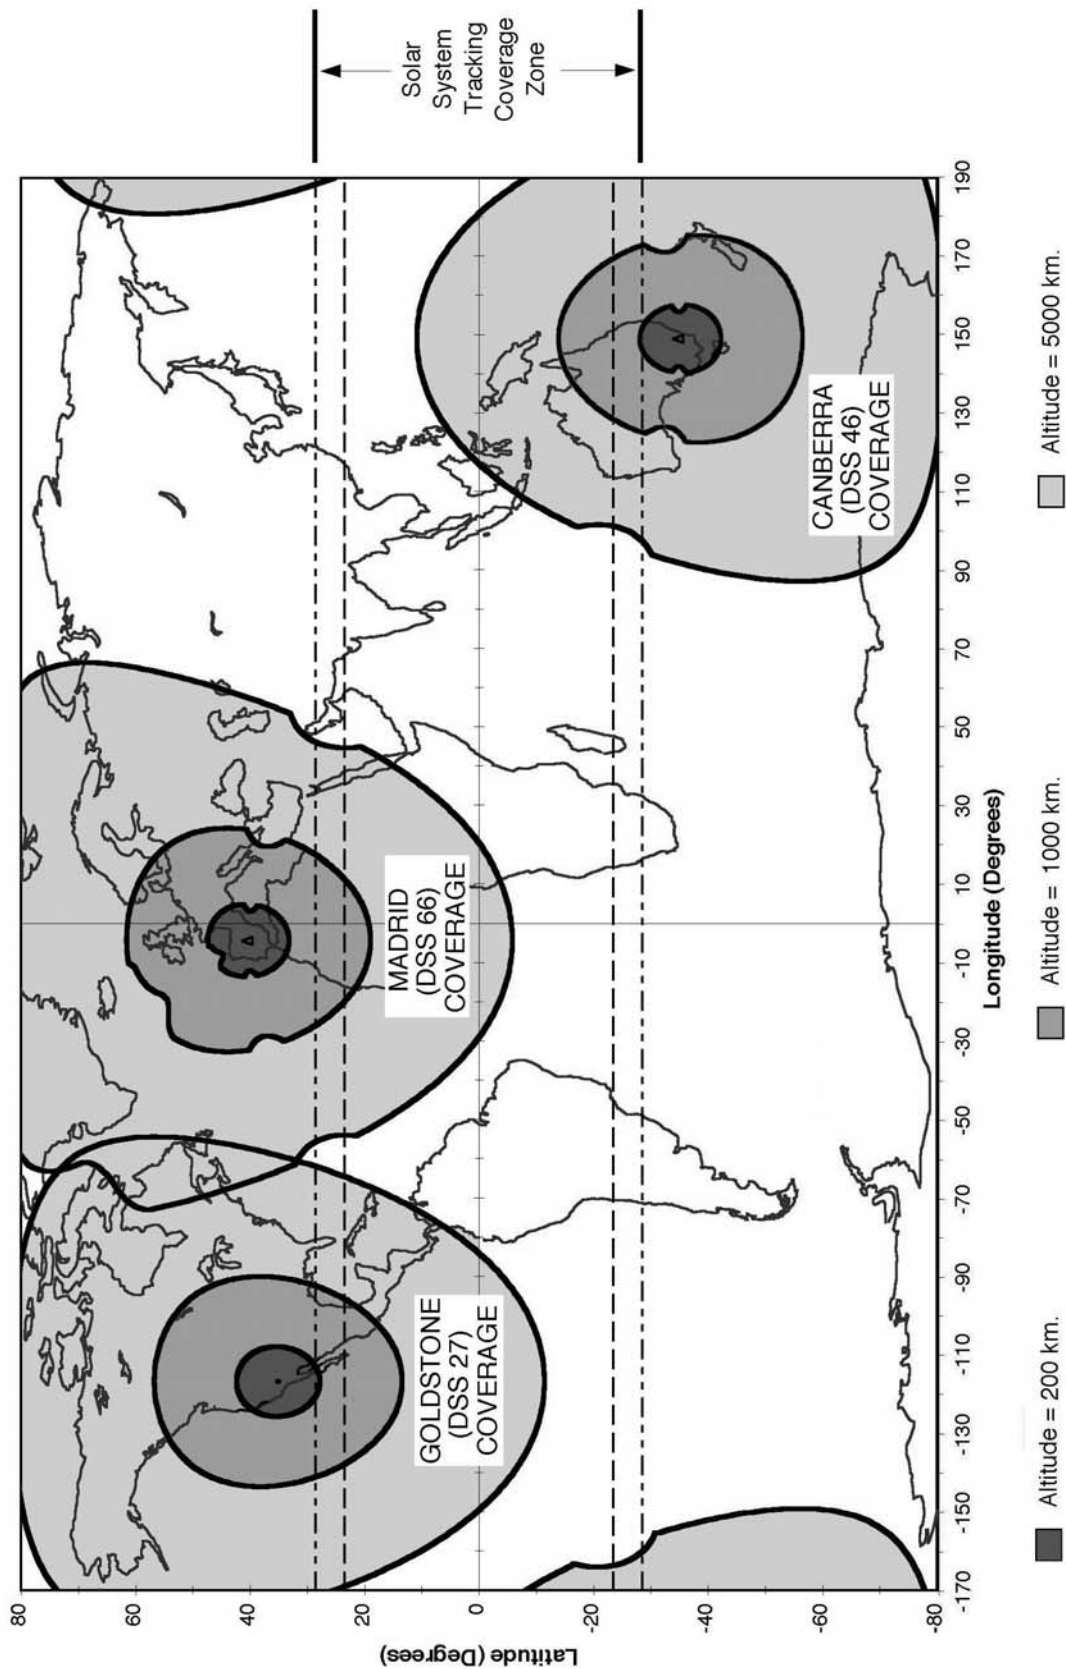 Solar
System
Tracking
Coverage
Zone
GOLDSTONE
(DSS 27)
COVERAGE
MADRID
(DSS 66)
COVERAGE
CANBERRA
(DSS 46)
COVERAGE
Latitude (Degrees)
80
60
40
20
0
-20
-40
-60
-80
-170
-150
-130
-110
-90
-70
-50
-30
-10
10
30
50
70
90
110
130
150
170
190
Longitude (Degrees)
Altitude = 200 km.
Altitude = 1000 km.
Altitude = 5000 km.